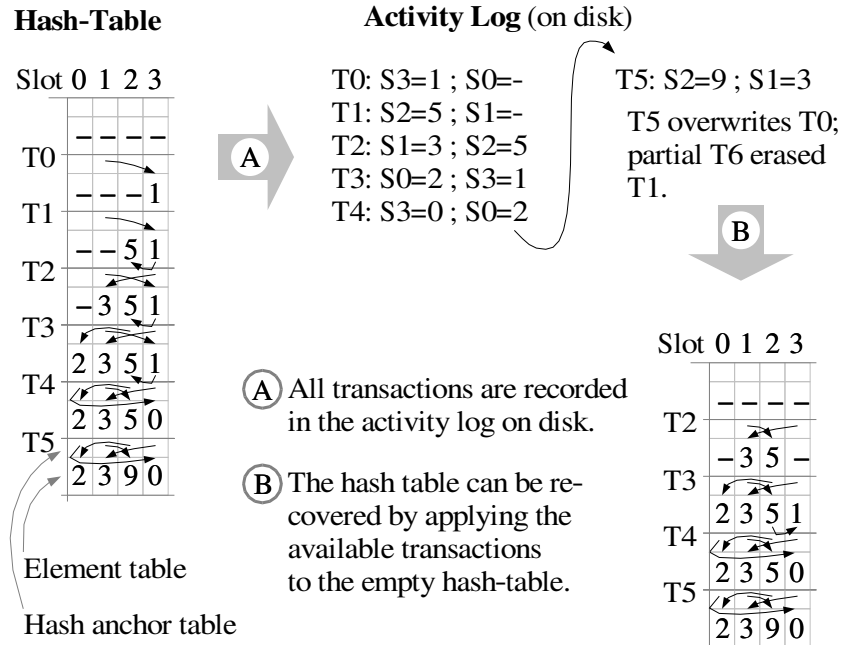 Hash-Table
Slot 0 1 2 3
– – – –
T0
– – – 1
T1
– – 5 1
T2
– 3 5 1
T3
2 3 5 1
T4
2 3 5 0
T5
2 3 9 0
Element table
Hash anchor table
A
Activity Log (on disk)
T0: S3=1 ; S0=-
T1: S2=5 ; S1=-
T2: S1=3 ; S2=5
T3: S0=2 ; S3=1
T4: S3=0 ; S0=2
T5: S2=9 ; S1=3
T5 overwrites T0;
partial T6 erased
T1.
B
A All transactions are recorded
in the activity log on disk.
B The hash table can be re-
covered by applying the
available transactions
to the empty hash-table.
Slot 0 1 2 3
– – – –
T2
– 3 5 –
T3
2 3 5 1
T4
2 3 5 0
T5
2 3 9 0